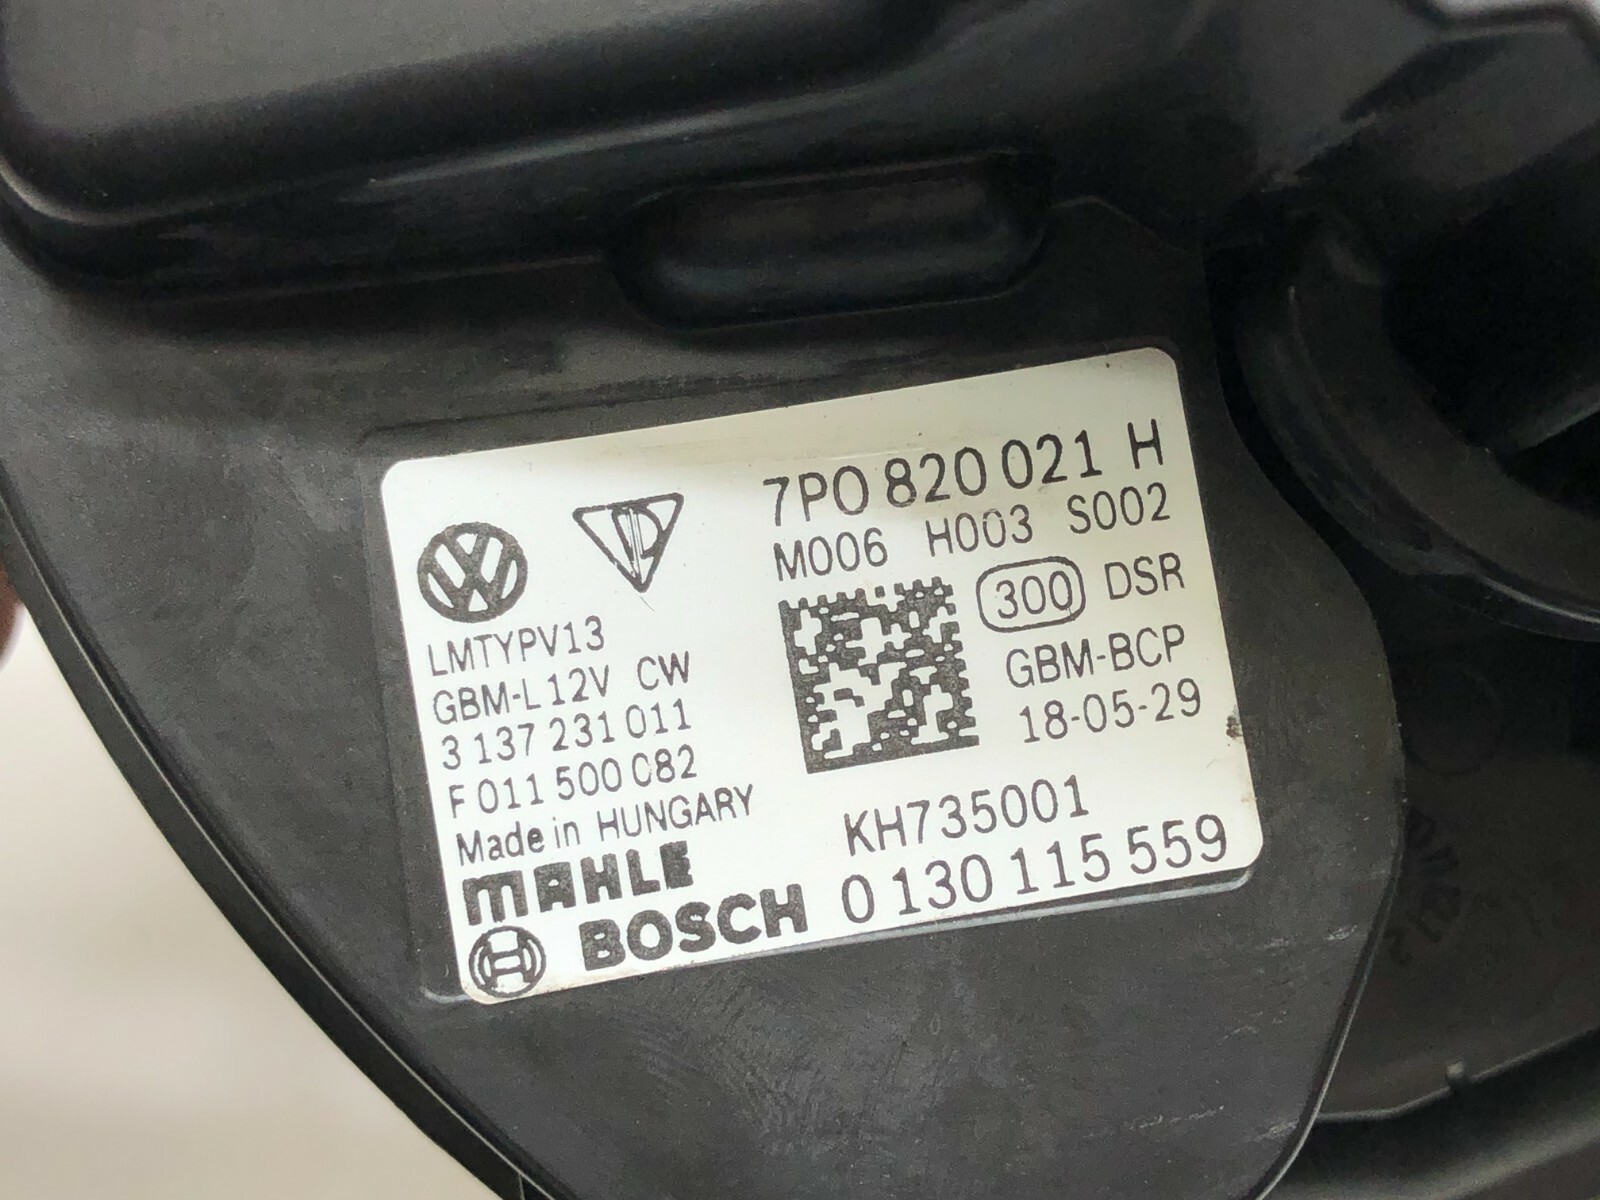 7P0 820 021 H
M006 H003 S002
300 DSR
GBM-BCP
18-05-29
LMTYPV13
GBM-L 12V CW
3 137 231 011
F 011 500 082
Made in HUNGARY
MAHLE
BOSCH
KH735001
0 130 115 559